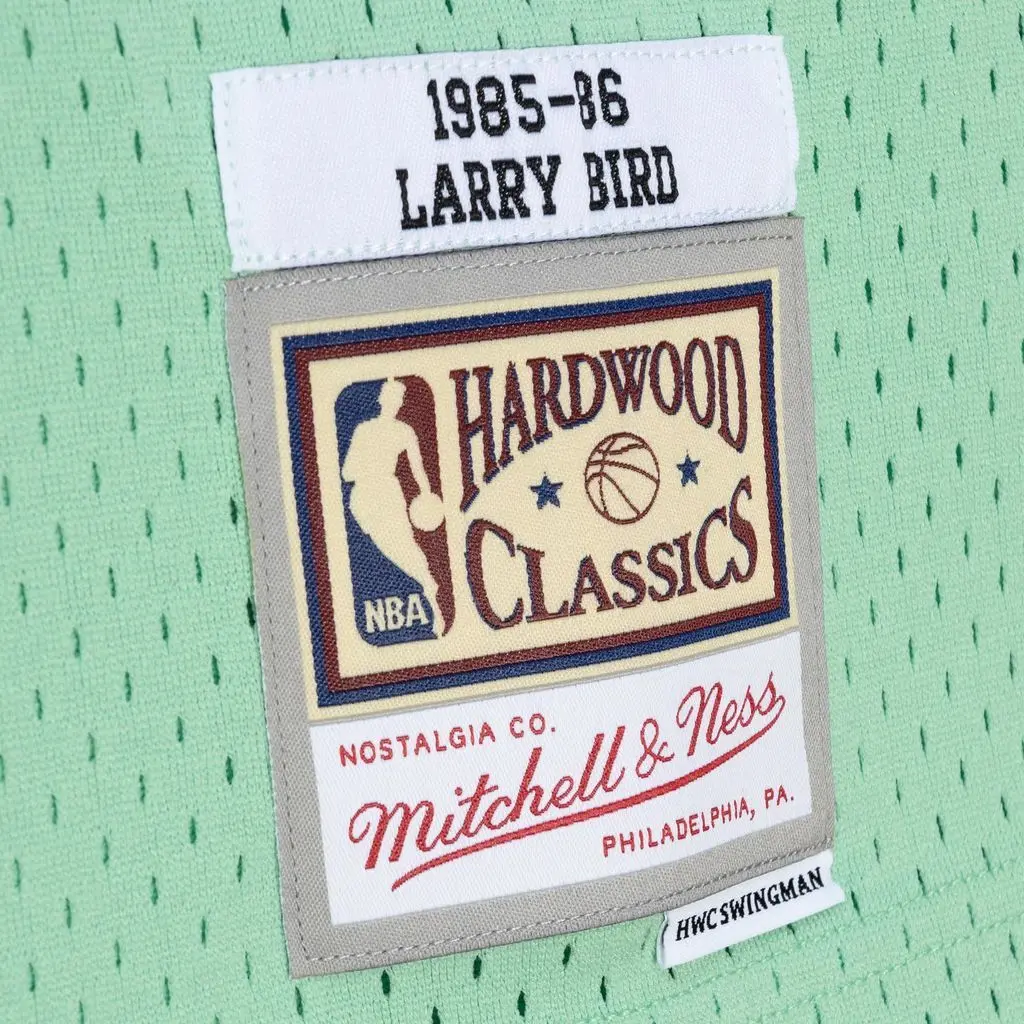 1985-86
LARRY BIRD
HARDWOOD
CLASSICS
NBA
NOSTALGIA CO.
Mitchell & Ness
PHILADELPHIA, PA.
HWC SWINGMAN